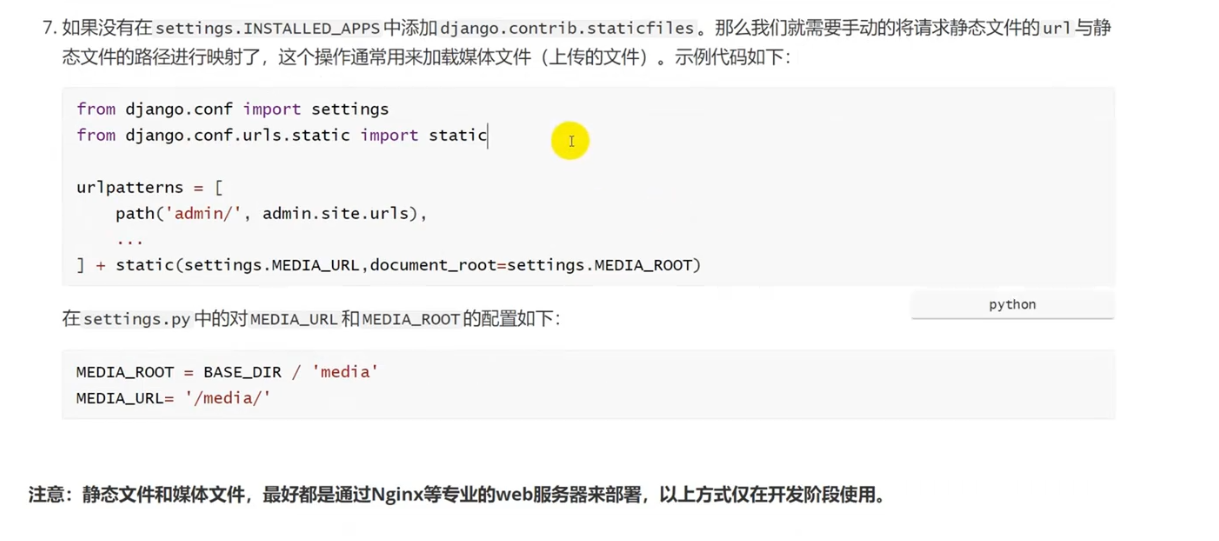 7. 如果没有在settings.INSTALLED_APPS中添加django.contrib.staticfiles。那么我们就需要手动的将请求静态文件的url与静
态文件的路径进行映射了，这个操作通常用来加载媒体文件（上传的文件）。示例代码如下：
from django.conf import settings
from django.conf.urls.static import static
urlpatterns = [
    path('admin/', admin.site.urls),
    ...
] + static(settings.MEDIA_URL,document_root=settings.MEDIA_ROOT)
python
在settings.py中的对MEDIA_URL和MEDIA_ROOT的配置如下：
MEDIA_ROOT = BASE_DIR / 'media'
MEDIA_URL= '/media/'
注意：静态文件和媒体文件，最好都是通过Nginx等专业的web服务器来部署，以上方式仅在开发阶段使用。